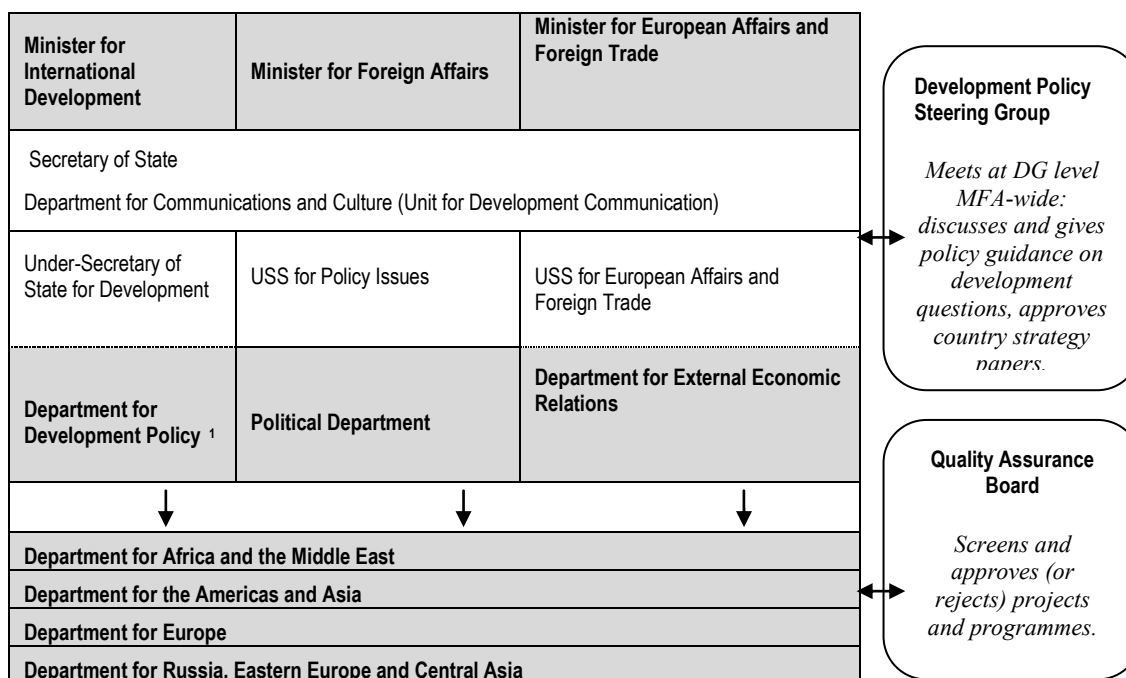 Minister for
International
Development
Minister for Foreign Affairs
Minister for European Affairs and
Foreign Trade
Secretary of State
Department for Communications and Culture (Unit for Development Communication)
Under-Secretary of
State for Development
USS for Policy Issues
USS for European Affairs and
Foreign Trade
Department for
Development Policy 1
Political Department
Department for External Economic
Relations
Department for Africa and the Middle East
Department for the Americas and Asia
Department for Europe
Department for Russia, Eastern Europe and Central Asia
Development Policy
Steering Group
Meets at DG level
MFA-wide:
discusses and gives
policy guidance on
development
questions, approves
country strategy
papers.
Quality Assurance
Board
Screens and
approves (or
rejects) projects
and programmes.